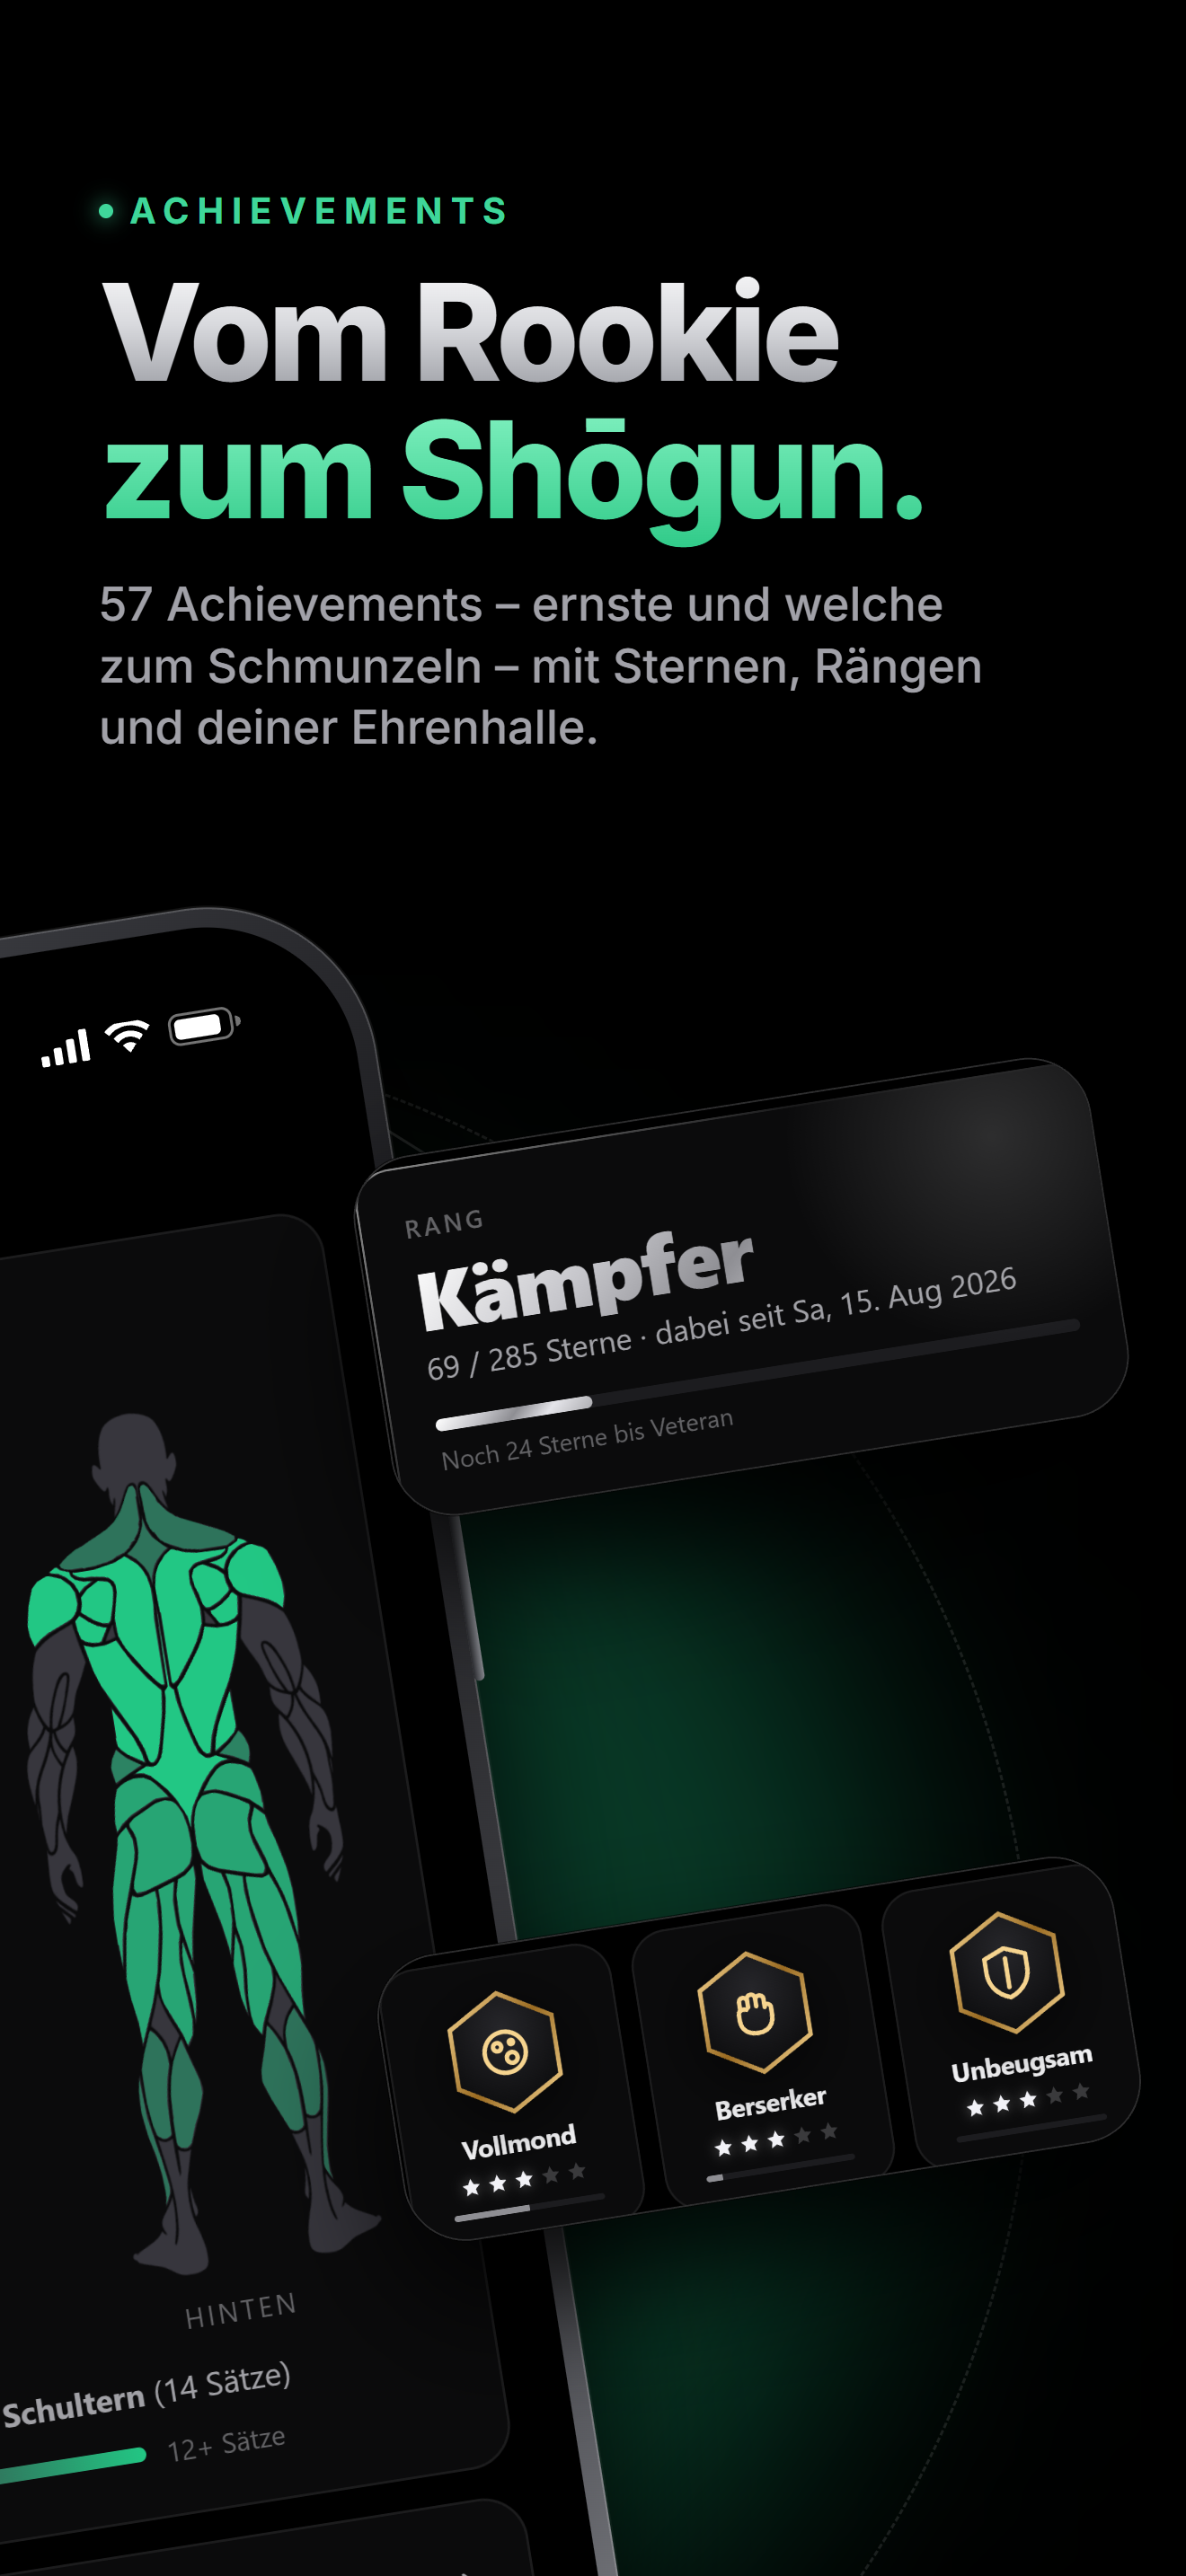 ACHIEVEMENTS
Vom Rookie
zum Shōgun.
57 Achievements – ernste und welche
zum Schmunzeln – mit Sternen, Rängen
und deiner Ehrenhalle.
RANG
Kämpfer
69 / 285 Sterne · dabei seit Sa, 15. Aug 2026
Noch 24 Sterne bis Veteran
Vollmond
Berserker
Unbeugsam
HINTEN
Schultern (14 Sätze)
12+ Sätze